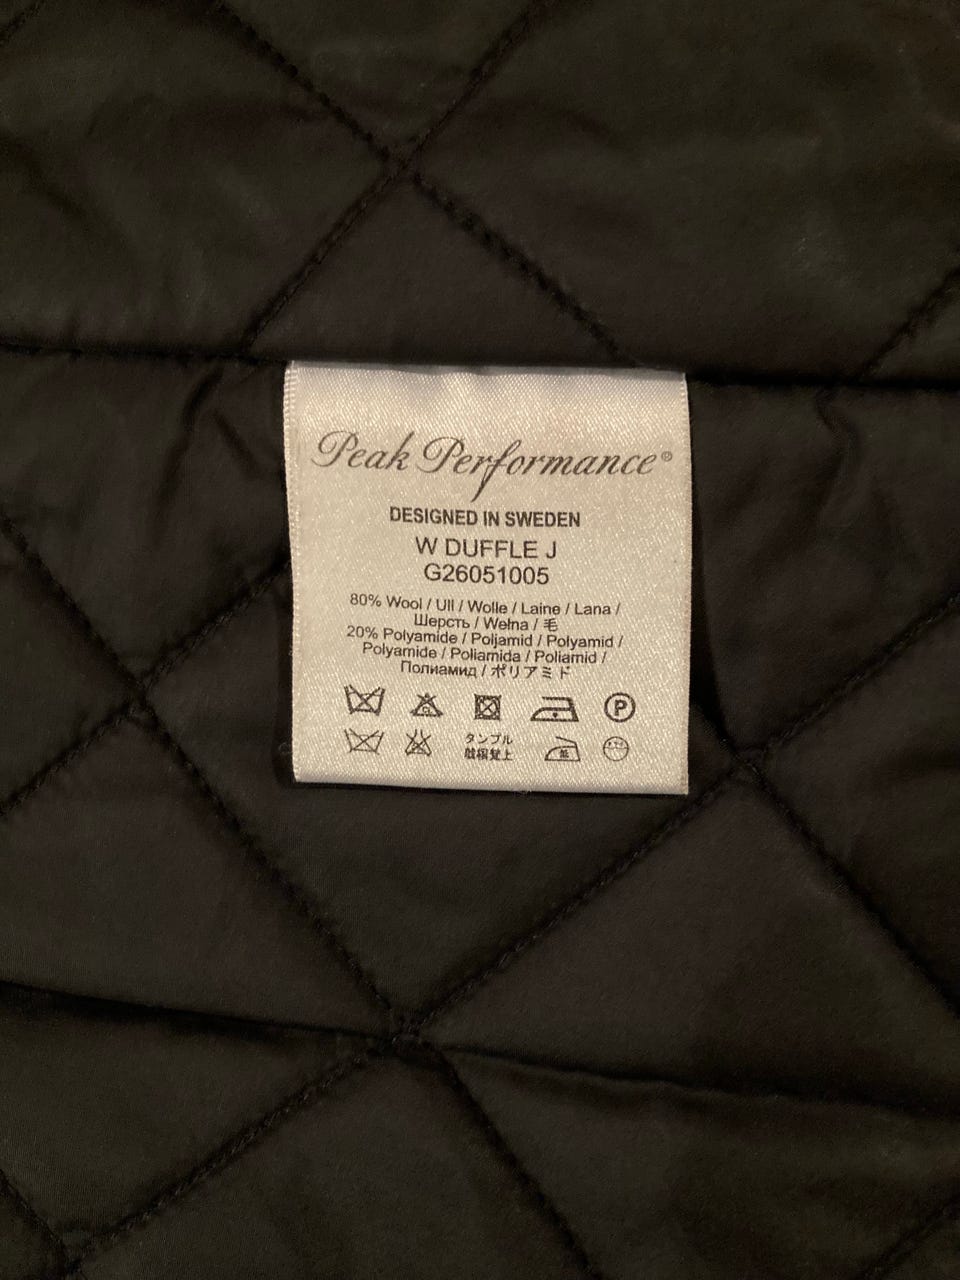 Peak Performance®
DESIGNED IN SWEDEN
W DUFFLE J
G26051005
80% Wool / Ull / Wolle / Laine / Lana /
Шерсть / Wełna / 毛
20% Polyamide / Poljamid / Polyamid /
Polyamide / Poliamida / Poliamid /
Полиамид / ポリアミド
CL P
タンブル